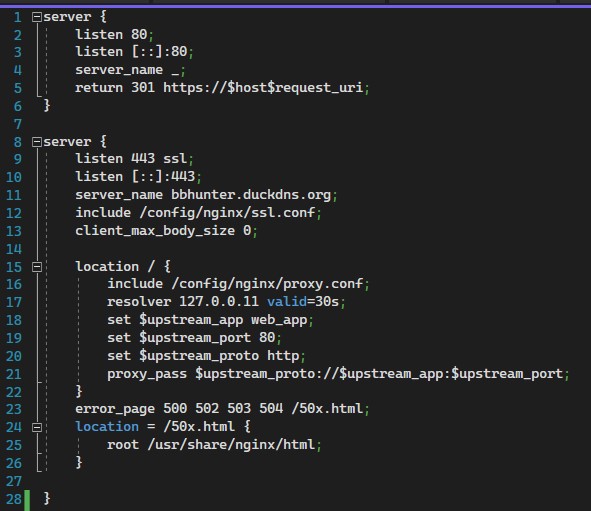 1 server {
2 listen 80;
3 listen [::]:80;
4 server_name _;
5 return 301 https://$host$request_uri;
6 }
7
8 server {
9 listen 443 ssl;
10 listen [::]:443;
11 server_name bbhunter.duckdns.org;
12 include /config/nginx/ssl.conf;
13 client_max_body_size 0;
14
15 location / {
16 include /config/nginx/proxy.conf;
17 resolver 127.0.0.11 valid=30s;
18 set $upstream_app web_app;
19 set $upstream_port 80;
20 set $upstream_proto http;
21 proxy_pass $upstream_proto://$upstream_app:$upstream_port;
22 }
23 error_page 500 502 503 504 /50x.html;
24 location = /50x.html {
25 root /usr/share/nginx/html;
26 }
27
28 }